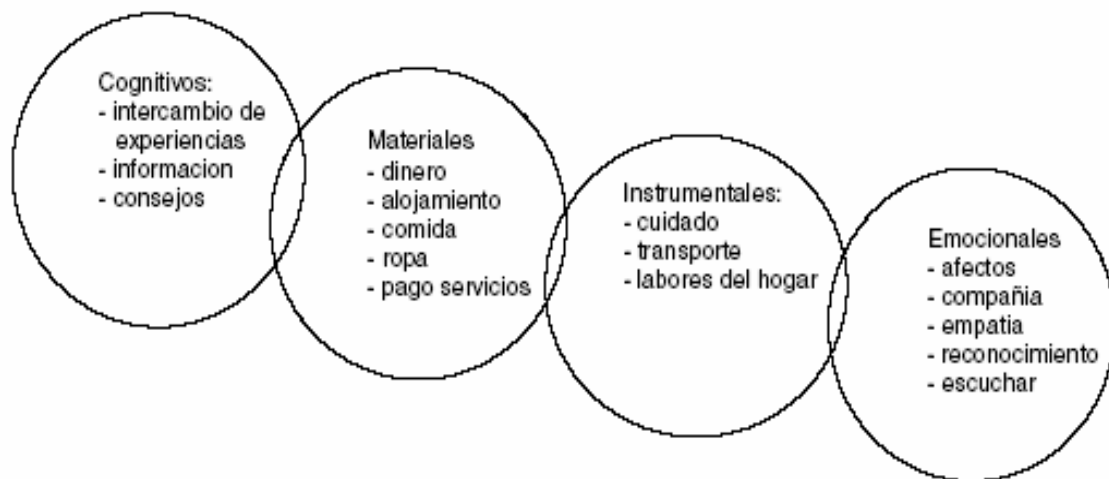 Cognitivos:
- intercambio de
experiencias
- informacion
- consejos
Materiales
- dinero
- alojamiento
- comida
- ropa
- pago servicios
Instrumentales:
- cuidado
- transporte
- labores del hogar
Emocionales
- afectos
- compañia
- empatia
- reconocimiento
- escuchar